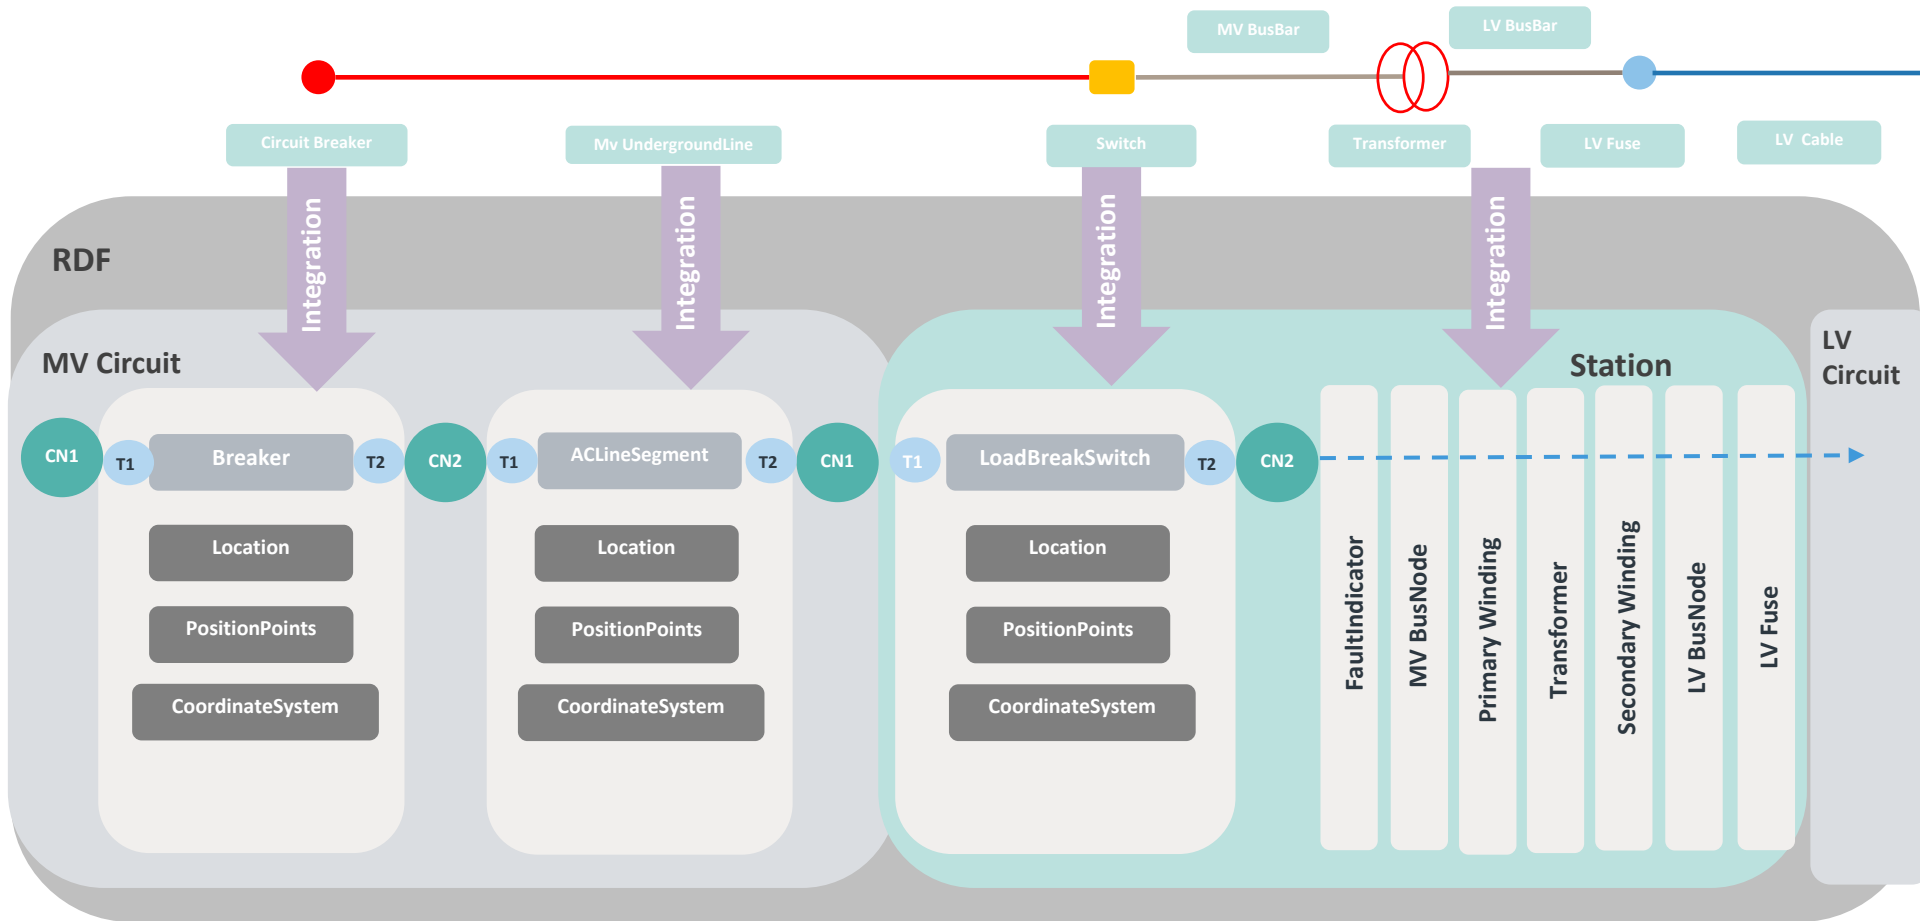 MV BusBar
LV BusBar
Circuit Breaker
Mv UndergroundLine
Switch
Transformer
LV Fuse
LV Cable
Integration
Integration
Integration
Integration
RDF
MV Circuit
Station
LV
Circuit
CN1
T1
Breaker
T2
CN2
T1
ACLineSegment
T2
CN1
T1
LoadBreakSwitch
T2
CN2
Location
PositionPoints
CoordinateSystem
Location
PositionPoints
CoordinateSystem
Location
PositionPoints
CoordinateSystem
FaultIndicator
MV BusNode
Primary Winding
Transformer
Secondary Winding
LV BusNode
LV Fuse